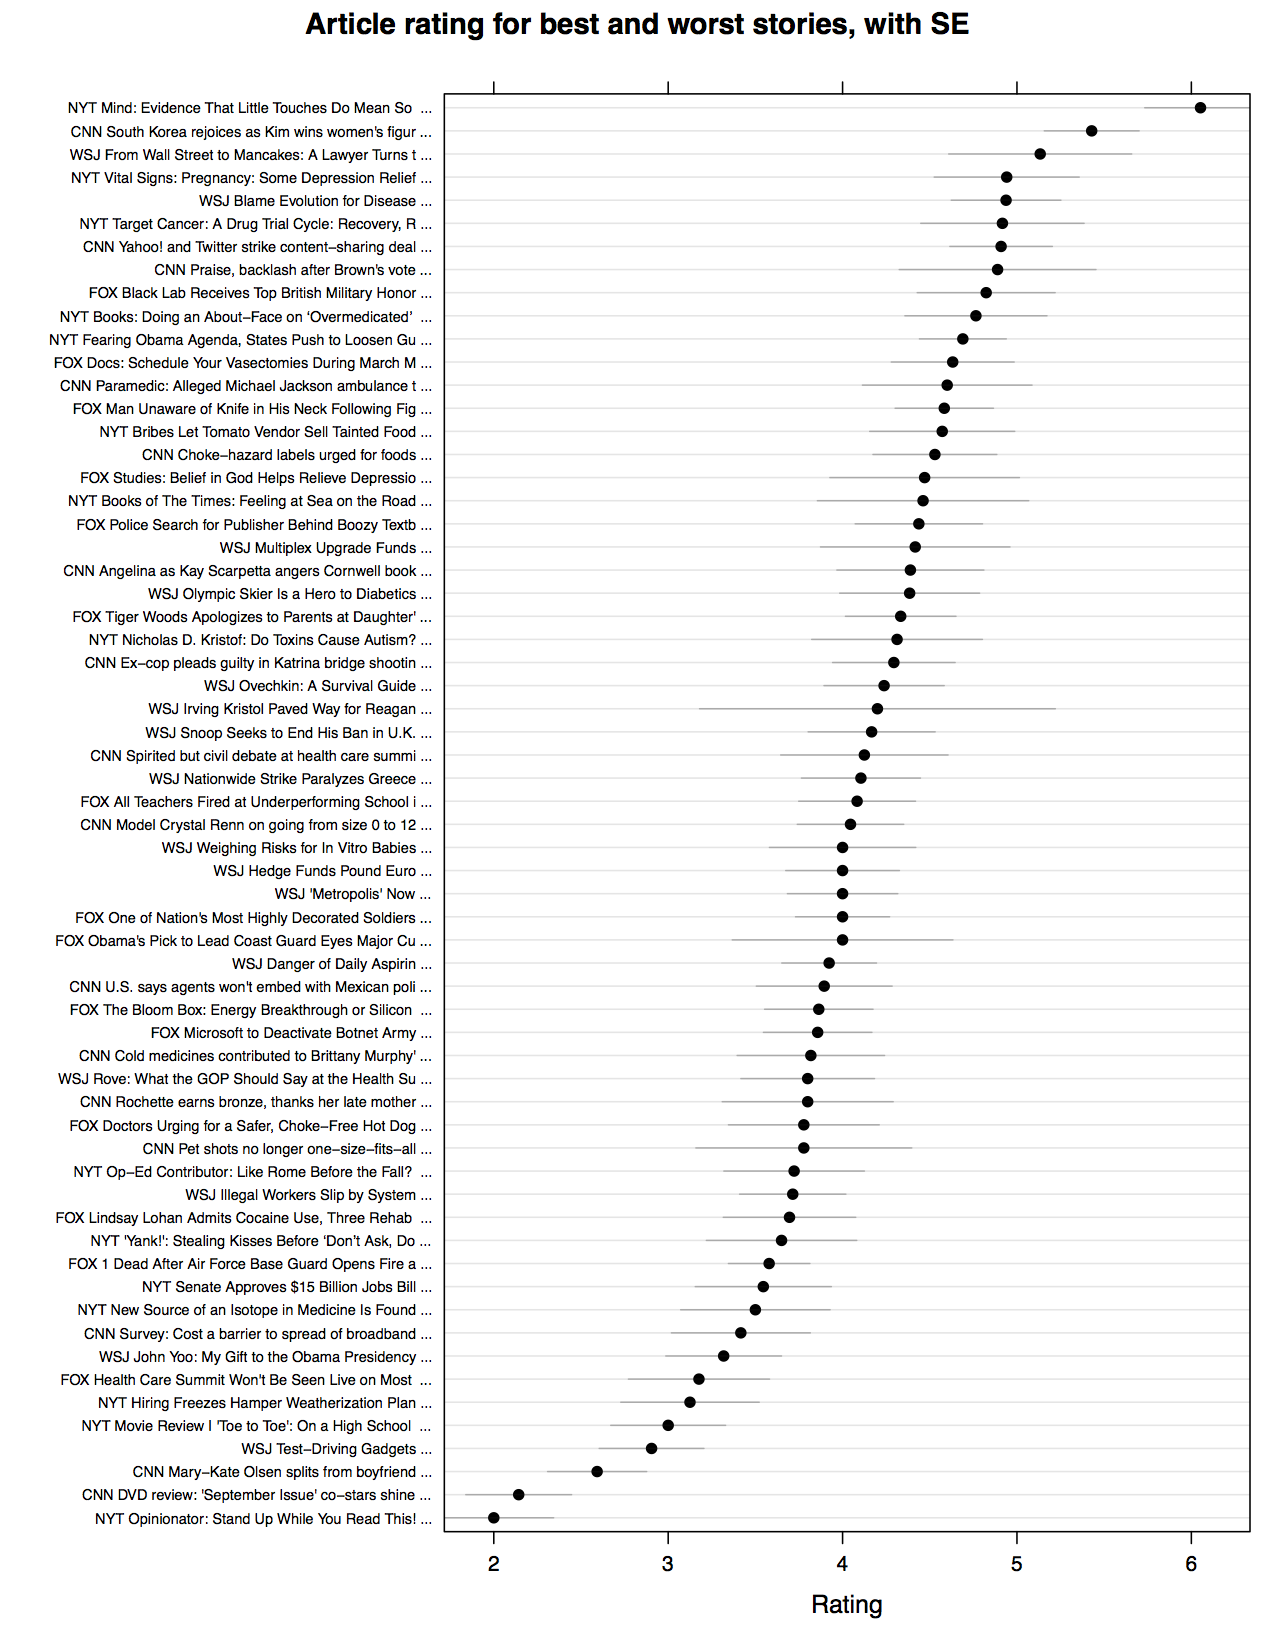 Article rating for best and worst stories, with SE
NYT Mind: Evidence That Little Touches Do Mean So ...
CNN South Korea rejoices as Kim wins women's figur ...
WSJ From Wall Street to Mancakes: A Lawyer Turns t ...
NYT Vital Signs: Pregnancy: Some Depression Relief ...
WSJ Blame Evolution for Disease ...
NYT Target Cancer: A Drug Trial Cycle: Recovery, R ...
CNN Yahoo! and Twitter strike content–sharing deal ...
CNN Praise, backlash after Brown's vote ...
FOX Black Lab Receives Top British Military Honor ...
NYT Books: Doing an About–Face on ‘Overmedicated’ ...
NYT Fearing Obama Agenda, States Push to Loosen Gu ...
FOX Docs: Schedule Your Vasectomies During March M ...
CNN Paramedic: Alleged Michael Jackson ambulance t ...
FOX Man Unaware of Knife in His Neck Following Fig ...
NYT Bribes Let Tomato Vendor Sell Tainted Food ...
CNN Choke–hazard labels urged for foods ...
FOX Studies: Belief in God Helps Relieve Depressio ...
NYT Books of The Times: Feeling at Sea on the Road ...
FOX Police Search for Publisher Behind Boozy Textb ...
WSJ Multiplex Upgrade Funds ...
CNN Angelina as Kay Scarpetta angers Cornwell book ...
WSJ Olympic Skier Is a Hero to Diabetics ...
FOX Tiger Woods Apologizes to Parents at Daughter' ...
NYT Nicholas D. Kristof: Do Toxins Cause Autism? ...
CNN Ex–cop pleads guilty in Katrina bridge shootin ...
WSJ Ovechkin: A Survival Guide ...
WSJ Irving Kristol Paved Way for Reagan ...
WSJ Snoop Seeks to End His Ban in U.K. ...
CNN Spirited but civil debate at health care summi ...
WSJ Nationwide Strike Paralyzes Greece ...
FOX All Teachers Fired at Underperforming School i ...
CNN Model Crystal Renn on going from size 0 to 12 ...
WSJ Weighing Risks for In Vitro Babies ...
WSJ Hedge Funds Pound Euro ...
WSJ 'Metropolis' Now ...
FOX One of Nation's Most Highly Decorated Soldiers ...
FOX Obama's Pick to Lead Coast Guard Eyes Major Cu ...
WSJ Danger of Daily Aspirin ...
CNN U.S. says agents won't embed with Mexican poli ...
FOX The Bloom Box: Energy Breakthrough or Silicon ...
FOX Microsoft to Deactivate Botnet Army ...
CNN Cold medicines contributed to Brittany Murphy' ...
WSJ Rove: What the GOP Should Say at the Health Su ...
CNN Rochette earns bronze, thanks her late mother ...
FOX Doctors Urging for a Safer, Choke–Free Hot Dog ...
CNN Pet shots no longer one–size–fits–all ...
NYT Op–Ed Contributor: Like Rome Before the Fall? ...
WSJ Illegal Workers Slip by System ...
FOX Lindsay Lohan Admits Cocaine Use, Three Rehab ...
NYT 'Yank!': Stealing Kisses Before ‘Don’t Ask, Do ...
FOX 1 Dead After Air Force Base Guard Opens Fire a ...
NYT Senate Approves $15 Billion Jobs Bill ...
NYT New Source of an Isotope in Medicine Is Found ...
CNN Survey: Cost a barrier to spread of broadband ...
WSJ John Yoo: My Gift to the Obama Presidency ...
FOX Health Care Summit Won't Be Seen Live on Most ...
NYT Hiring Freezes Hamper Weatherization Plan ...
NYT Movie Review | 'Toe to Toe': On a High School ...
WSJ Test–Driving Gadgets ...
CNN Mary–Kate Olsen splits from boyfriend ...
CNN DVD review: 'September Issue' co–stars shine ...
NYT Opinionator: Stand Up While You Read This! ...
2 3 4 5 6
Rating